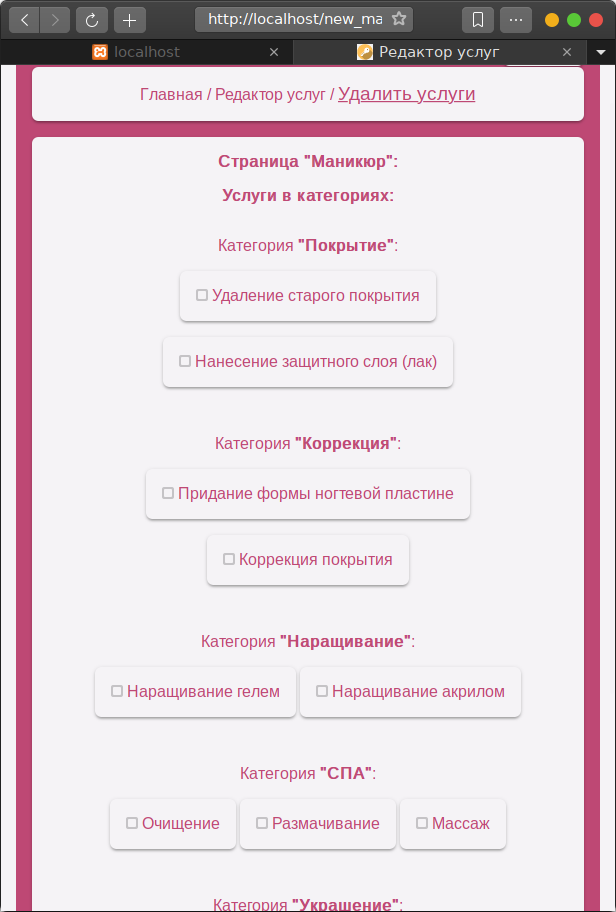 http://localhost/new_ma
localhost
Редактор услуг
Главная / Редактор услуг / Удалить услуги
Страница "Маникюр":
Услуги в категориях:
Категория "Покрытие":
Удаление старого покрытия
Нанесение защитного слоя (лак)
Категория "Коррекция":
Придание формы ногтевой пластине
Коррекция покрытия
Категория "Наращивание":
Наращивание гелем Наращивание акрилом
Категория "СПА":
Очищение Размачивание Массаж
Категория "Украшение":